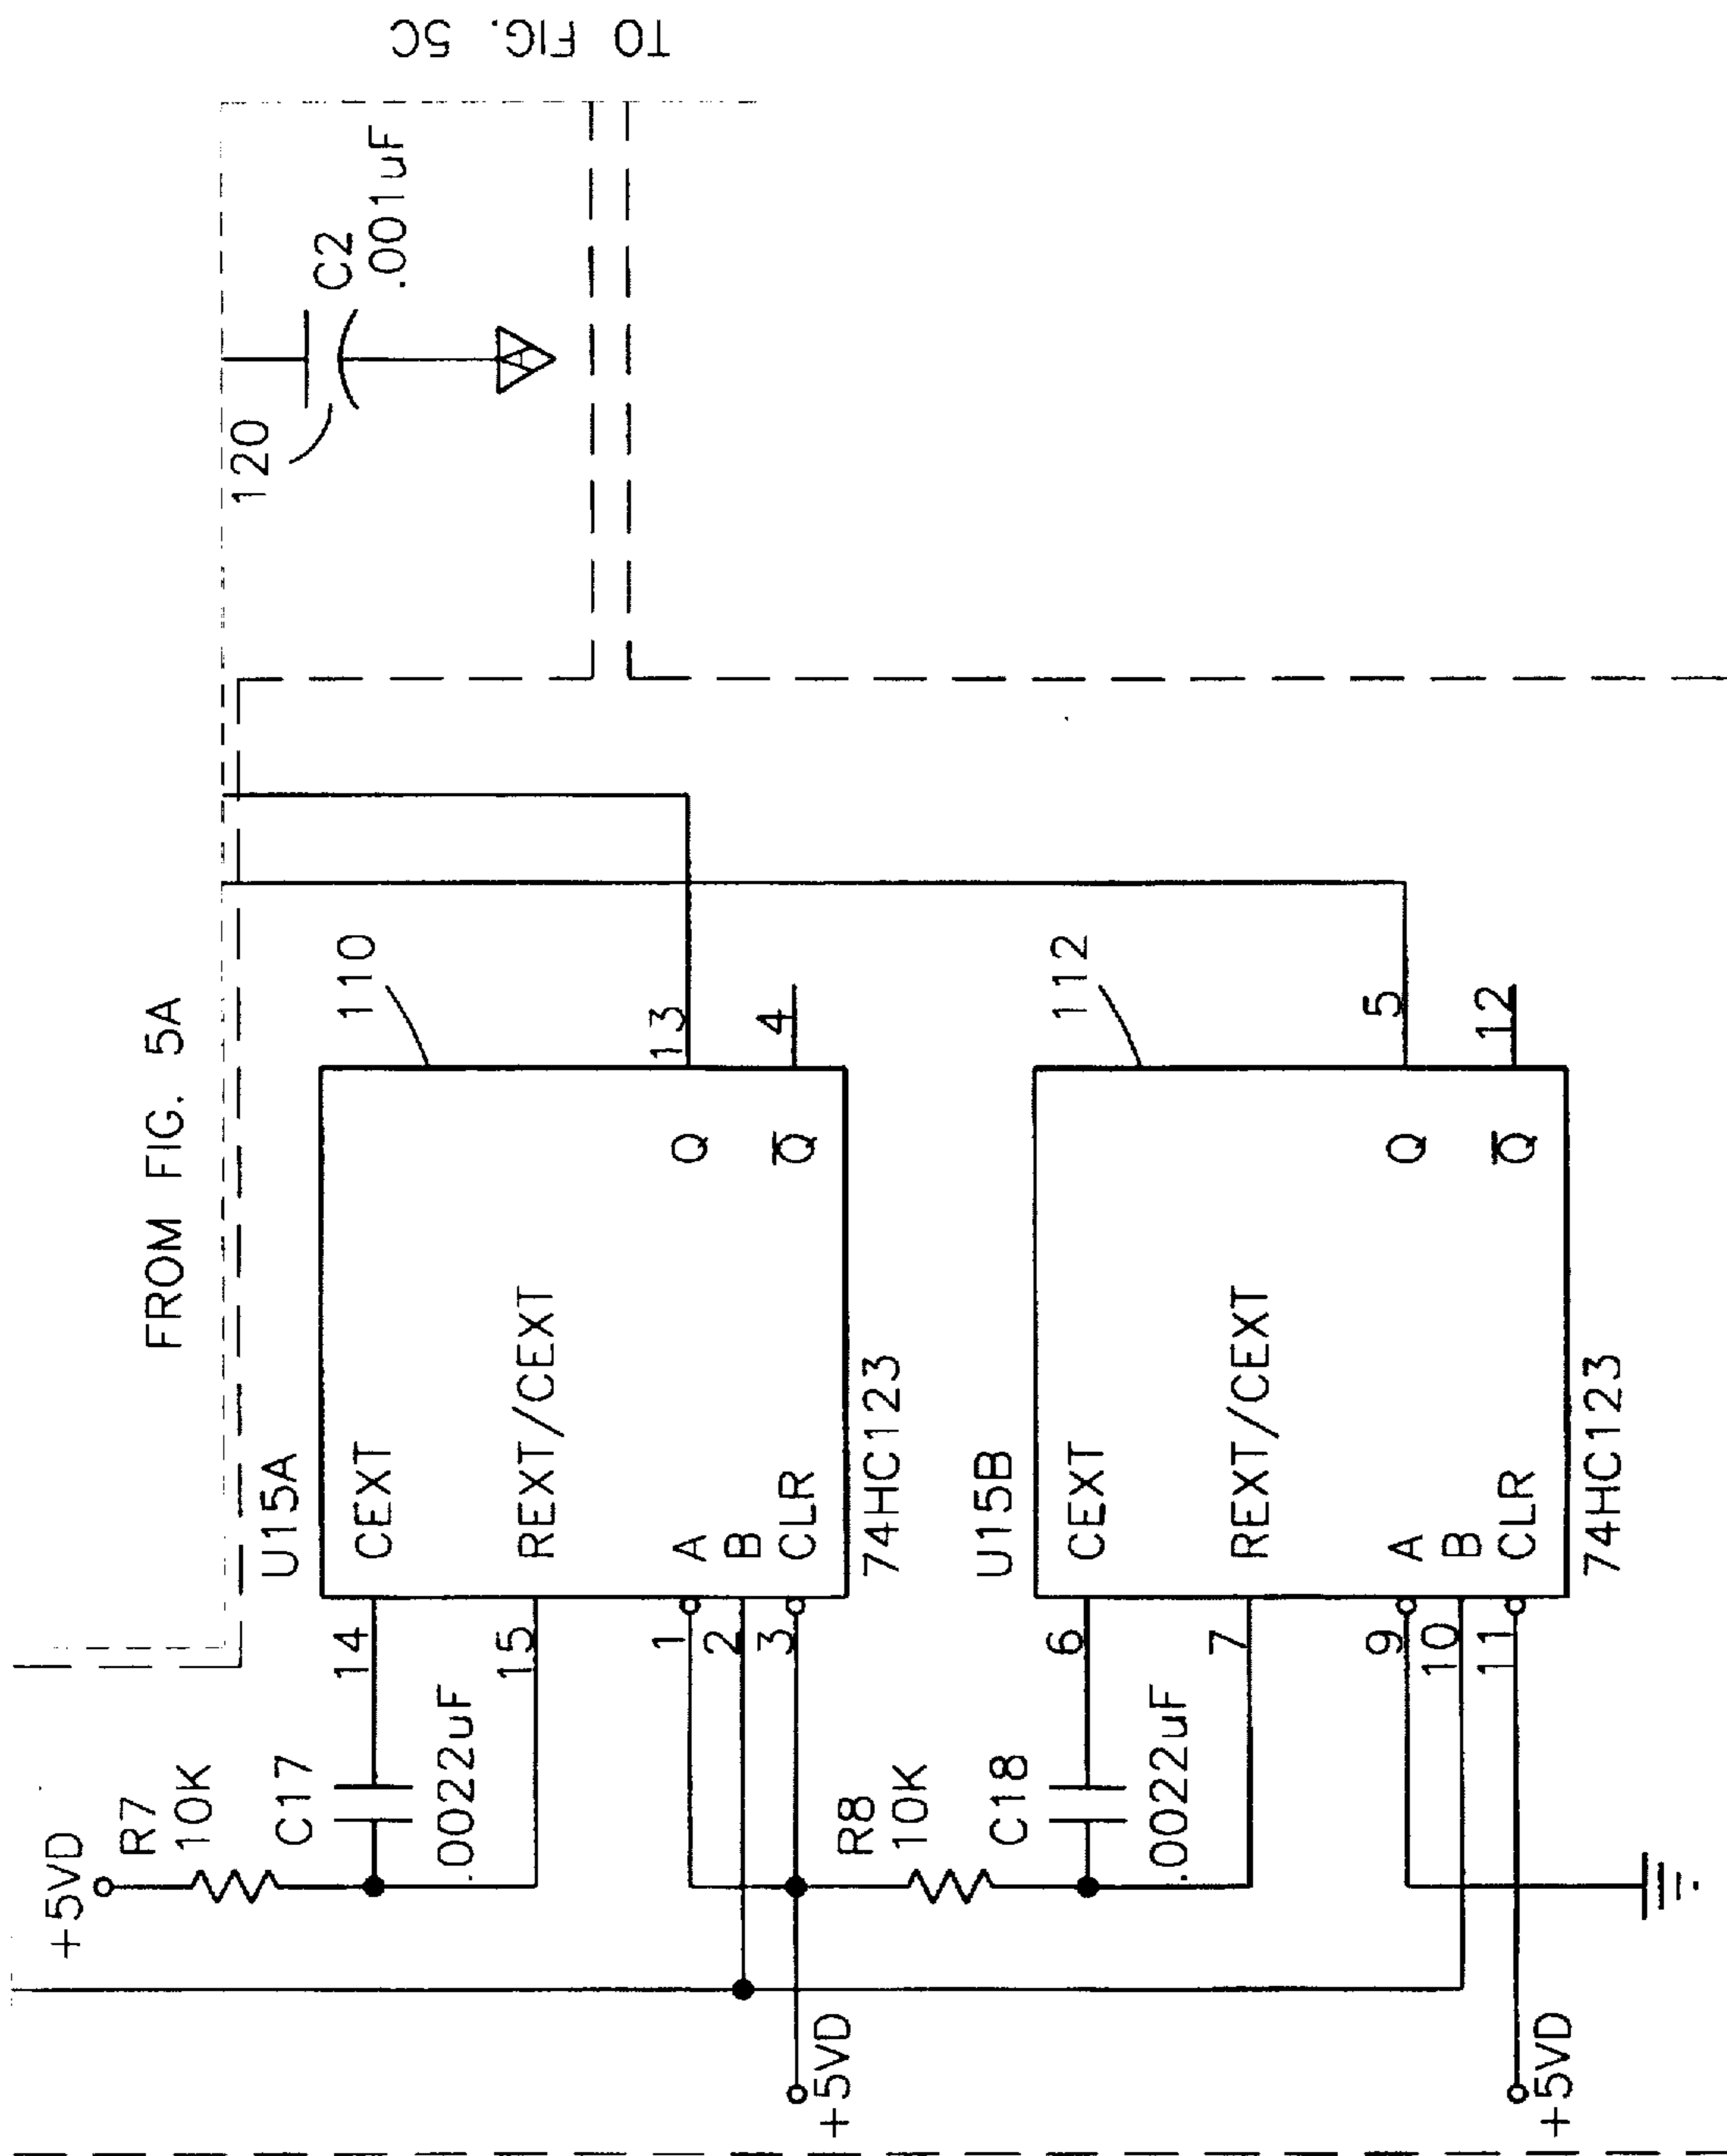 TO FIG. 5C
FROM FIG. 5A
120
C2
.001uF
+5VD
R7
10K
C17
.0022uF
U15A
110
14
CEXT
15
REXT/CEXT
1
A
Q
13
2
B
3
CLR
Q
4
74HC123
+5VD
R8
10K
C18
.0022uF
U15B
112
6
CEXT
7
REXT/CEXT
9
A
Q
5
10
B
11
CLR
Q
12
74HC123
+5VD
A